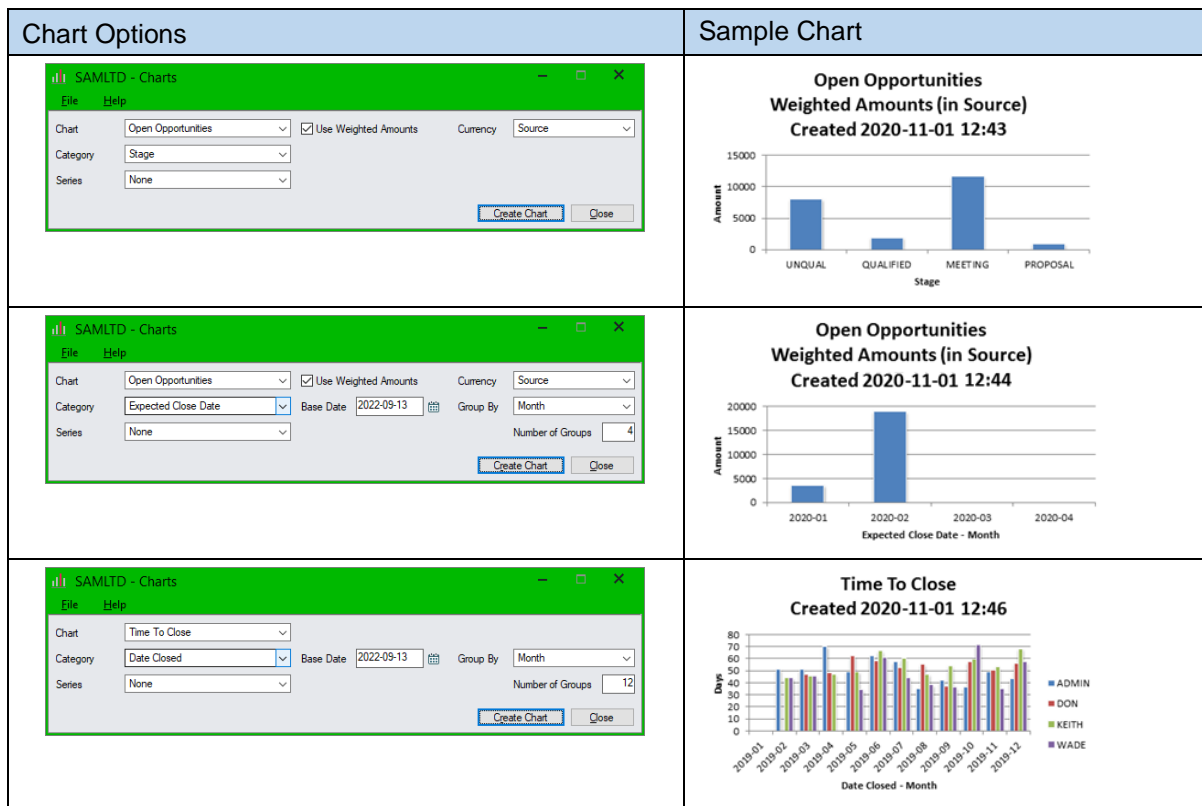 Chart Options
Sample Chart
SAMLTD - Charts
File Help
Chart Open Opportunities Use Weighted Amounts Currency Source
Category Stage
Series None
Create Chart Close
Open Opportunities
Weighted Amounts (in Source)
Created 2020-11-01 12:43
15000
10000
5000
0
Amount
UNQUAL QUALIFIED MEETING PROPOSAL
Stage
SAMLTD - Charts
File Help
Chart Open Opportunities Use Weighted Amounts Currency Source
Category Expected Close Date Base Date 2022-09-13 Group By Month
Series None Number of Groups 4
Create Chart Close
Open Opportunities
Weighted Amounts (in Source)
Created 2020-11-01 12:44
20000
15000
10000
5000
0
Amount
2020-01 2020-02 2020-03 2020-04
Expected Close Date - Month
SAMLTD - Charts
File Help
Chart Time To Close
Category Date Closed Base Date 2022-09-13 Group By Month
Series None Number of Groups 12
Create Chart Close
Time To Close
Created 2020-11-01 12:46
80
70
60
50
40
30
20
10
0
Days
2019-01 2019-02 2019-03 2019-04 2019-05 2019-06 2019-07 2019-08 2019-09 2019-10 2019-11 2019-12
Date Closed - Month
ADMIN
DON
KEITH
WADE